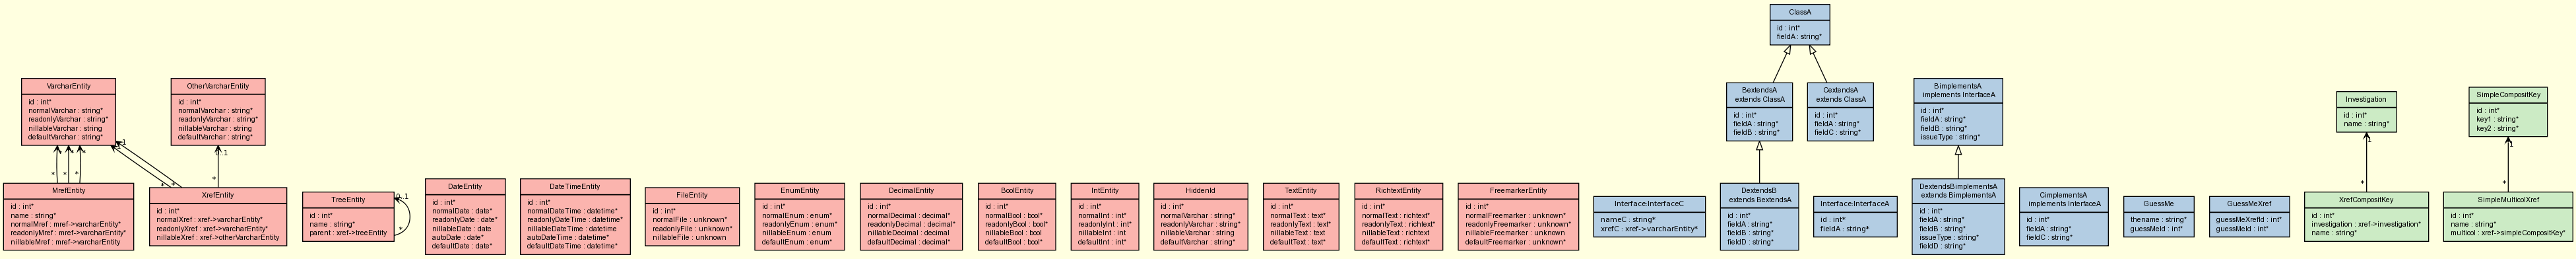 ClassA
id : int*
fieldA : string*
VarcharEntity
id : int*
normalVarchar : string*
readonlyVarchar : string*
nillableVarchar : string
defaultVarchar : string*
OtherVarcharEntity
id : int*
normalVarchar : string*
readonlyVarchar : string*
nillableVarchar : string
defaultVarchar : string*
BextendsA
extends ClassA
id : int*
fieldA : string*
fieldB : string*
CextendsA
extends ClassA
id : int*
fieldA : string*
fieldC : string*
BimplementsA
implements InterfaceA
id : int*
fieldA : string*
fieldB : string*
issueType : string*
Investigation
id : int*
name : string*
SimpleCompositKey
id : int*
key1 : string*
key2 : string*
MrefEntity
id : int*
name : string*
normalMref : mref->varcharEntity*
readonlyMref : mref->varcharEntity*
nillableMref : mref->varcharEntity
XrefEntity
id : int*
normalXref : xref->varcharEntity*
readonlyXref : xref->varcharEntity*
nillableXref : xref->otherVarcharEntity
TreeEntity
id : int*
name : string*
parent : xref->treeEntity
0..1
*
DateEntity
id : int*
normalDate : date*
readonlyDate : date*
nillableDate : date
autoDate : date*
defaultDate : date*
DateTimeEntity
id : int*
normalDateTime : datetime*
readonlyDateTime : datetime*
nillableDateTime : datetime
autoDateTime : datetime*
defaultDateTime : datetime*
FileEntity
id : int*
normalFile : unknown*
readonlyFile : unknown*
nillableFile : unknown
EnumEntity
id : int*
normalEnum : enum*
readonlyEnum : enum*
nillableEnum : enum
defaultEnum : enum*
DecimalEntity
id : int*
normalDecimal : decimal*
readonlyDecimal : decimal*
nillableDecimal : decimal
defaultDecimal : decimal*
BoolEntity
id : int*
normalBool : bool*
readonlyBool : bool*
nillableBool : bool
defaultBool : bool*
IntEntity
id : int*
normalInt : int*
readonlyInt : int*
nillableInt : int
defaultInt : int*
HiddenId
id : int*
normalVarchar : string*
readonlyVarchar : string*
nillableVarchar : string
defaultVarchar : string*
TextEntity
id : int*
normalText : text*
readonlyText : text*
nillableText : text
defaultText : text*
RichtextEntity
id : int*
normalText : richtext*
readonlyText : richtext*
nillableText : richtext
defaultText : richtext*
FreemarkerEntity
id : int*
normalFreemarker : unknown*
readonlyFreemarker : unknown*
nillableFreemarker : unknown
defaultFreemarker : unknown*
Interface:InterfaceC
nameC : string*
xrefC : xref->varcharEntity*
DextendsB
extends BextendsA
id : int*
fieldA : string*
fieldB : string*
fieldD : string*
Interface:InterfaceA
id : int*
fieldA : string*
DextendsBimplementsA
extends BimplementsA
id : int*
fieldA : string*
fieldB : string*
issueType : string*
fieldD : string*
CimplementsA
implements InterfaceA
id : int*
fieldA : string*
fieldC : string*
GuessMe
thename : string*
guessMeId : int*
GuessMeXref
guessMeXrefId : int*
guessMeId : int*
1
*
XrefCompositKey
id : int*
investigation : xref->investigation*
name : string*
1
*
SimpleMulticolXref
id : int*
name : string*
multicol : xref->simpleCompositKey*